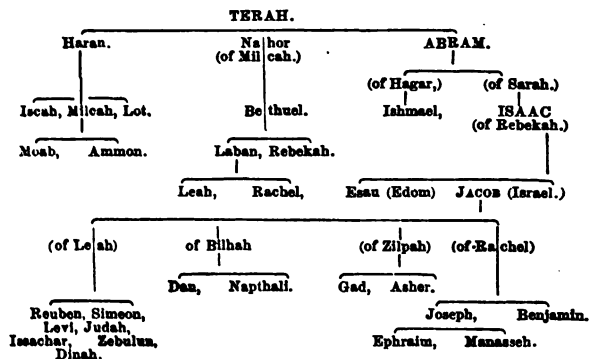 TERAH.
Haran. Nahor ABRAM.
(of Milcah.)
(of Hagar,) (of Sarah.)
Iscah, Milcah, Lot. Bethuel. Ishmael, ISAAC
(of Rebekah.)
Moab, Ammon. Laban, Rebekah.
Leah, Rachel, Esau (Edom) JACOB (Israel.)
(of Leah) of Bilhah (of Zilpah) (of Rachel)
Dan, Napthali. Gad, Asher.
Reuben, Simeon, Joseph, Benjamin.
Levi, Judah,
Issachar, Zebulun, Ephraim, Manasseh.
Dinah.